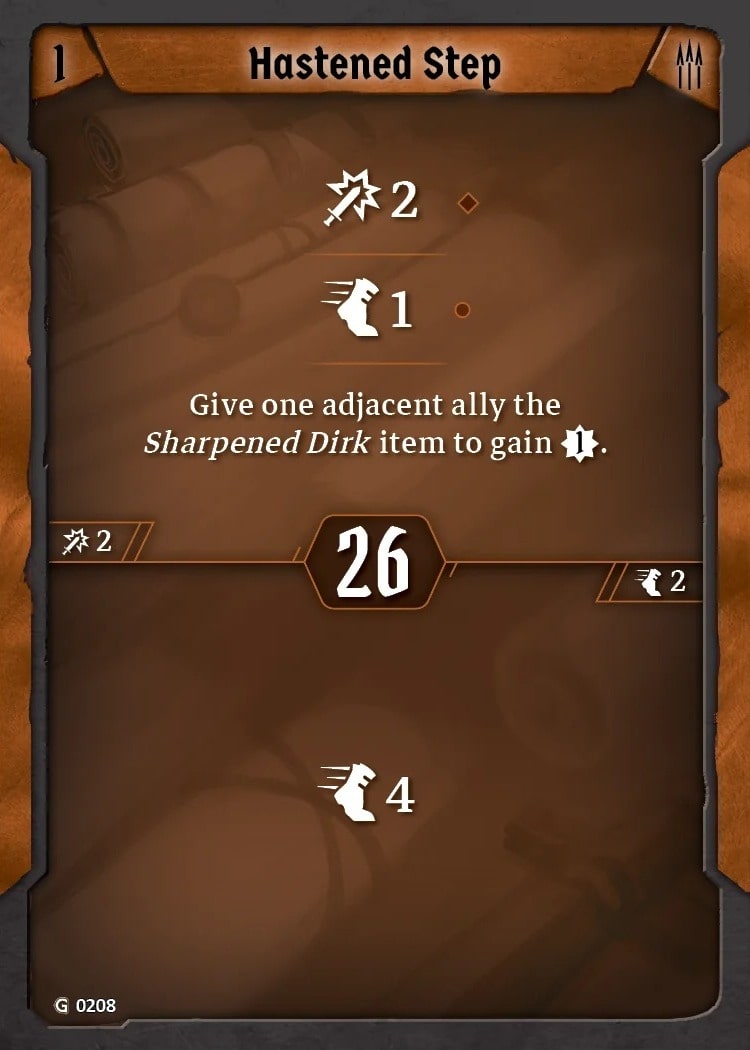 1
Hastened Step
2
1
Give one adjacent ally the
Sharpened Dirk item to gain 1.
2
26
2
4
G 0208